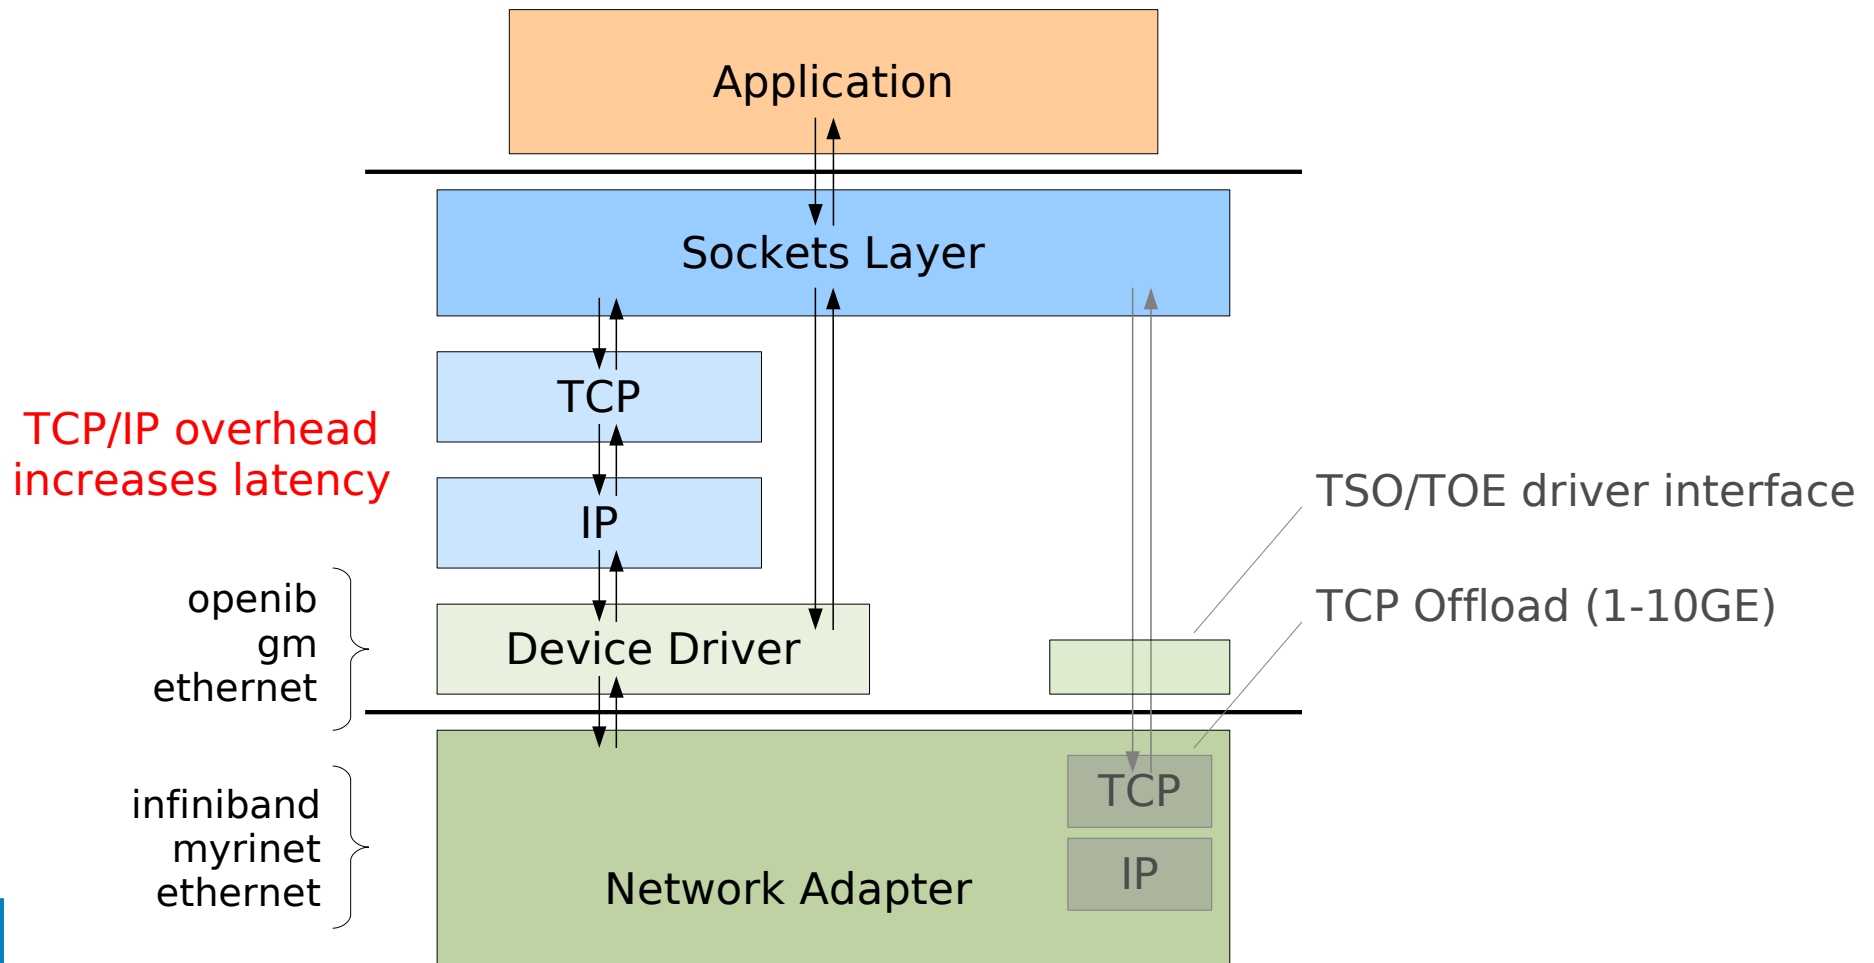 Application
Sockets Layer
TCP
TCP/IP overhead
increases latency
IP
TSO/TOE driver interface
openib
gm
ethernet
Device Driver
TCP Offload (1-10GE)
infiniband
myrinet
ethernet
Network Adapter
TCP
IP